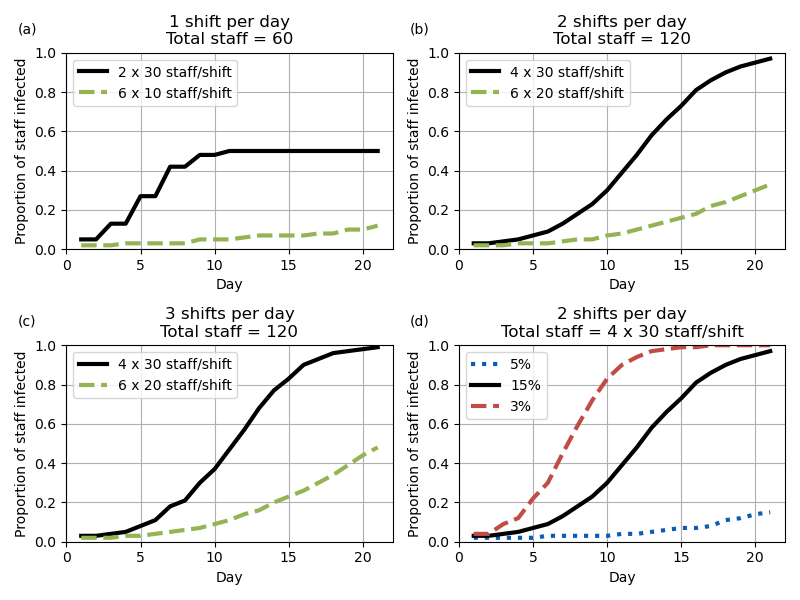 (a)
1 shift per day
Total staff = 60
Proportion of staff infected
1.0
0.8
0.6
0.4
0.2
0.0
2 x 30 staff/shift
6 x 10 staff/shift
0 5 10 15 20
Day
(b)
2 shifts per day
Total staff = 120
Proportion of staff infected
1.0
0.8
0.6
0.4
0.2
0.0
4 x 30 staff/shift
6 x 20 staff/shift
0 5 10 15 20
Day
(c)
3 shifts per day
Total staff = 120
Proportion of staff infected
1.0
0.8
0.6
0.4
0.2
0.0
4 x 30 staff/shift
6 x 20 staff/shift
0 5 10 15 20
Day
(d)
2 shifts per day
Total staff = 4 x 30 staff/shift
Proportion of staff infected
1.0
0.8
0.6
0.4
0.2
0.0
5%
15%
3%
0 5 10 15 20
Day